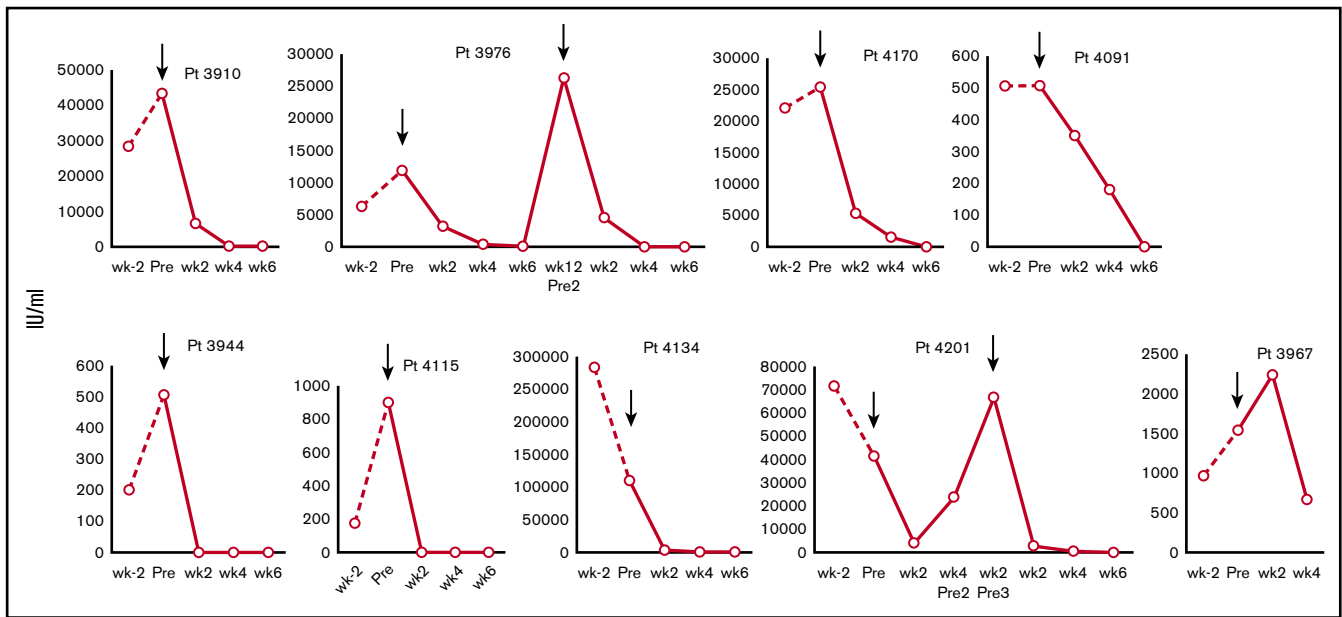 IU/ml
Pt 3910
50000
40000
30000
20000
10000
0
wk-2 Pre wk2 wk4 wk6
Pt 3976
30000
25000
20000
15000
10000
5000
0
wk-2 Pre wk2 wk4 wk6 wk12 wk2 wk4 wk6
Pre2
Pt 4170
30000
25000
20000
15000
10000
5000
0
wk-2 Pre wk2 wk4 wk6
Pt 4091
600
500
400
300
200
100
0
wk-2 Pre wk2 wk4 wk6
Pt 3944
600
500
400
300
200
100
0
wk-2 Pre wk2 wk4 wk6
Pt 4115
1000
800
600
400
200
0
wk-2 Pre wk2 wk4 wk6
Pt 4134
300000
250000
200000
150000
100000
50000
0
wk-2 Pre wk2 wk4 wk6
Pt 4201
80000
70000
60000
50000
40000
30000
20000
10000
0
wk-2 Pre wk2 wk4 wk2 wk2 wk4 wk6
Pre2 Pre3
Pt 3967
2500
2000
1500
1000
500
0
wk-2 Pre wk2 wk4